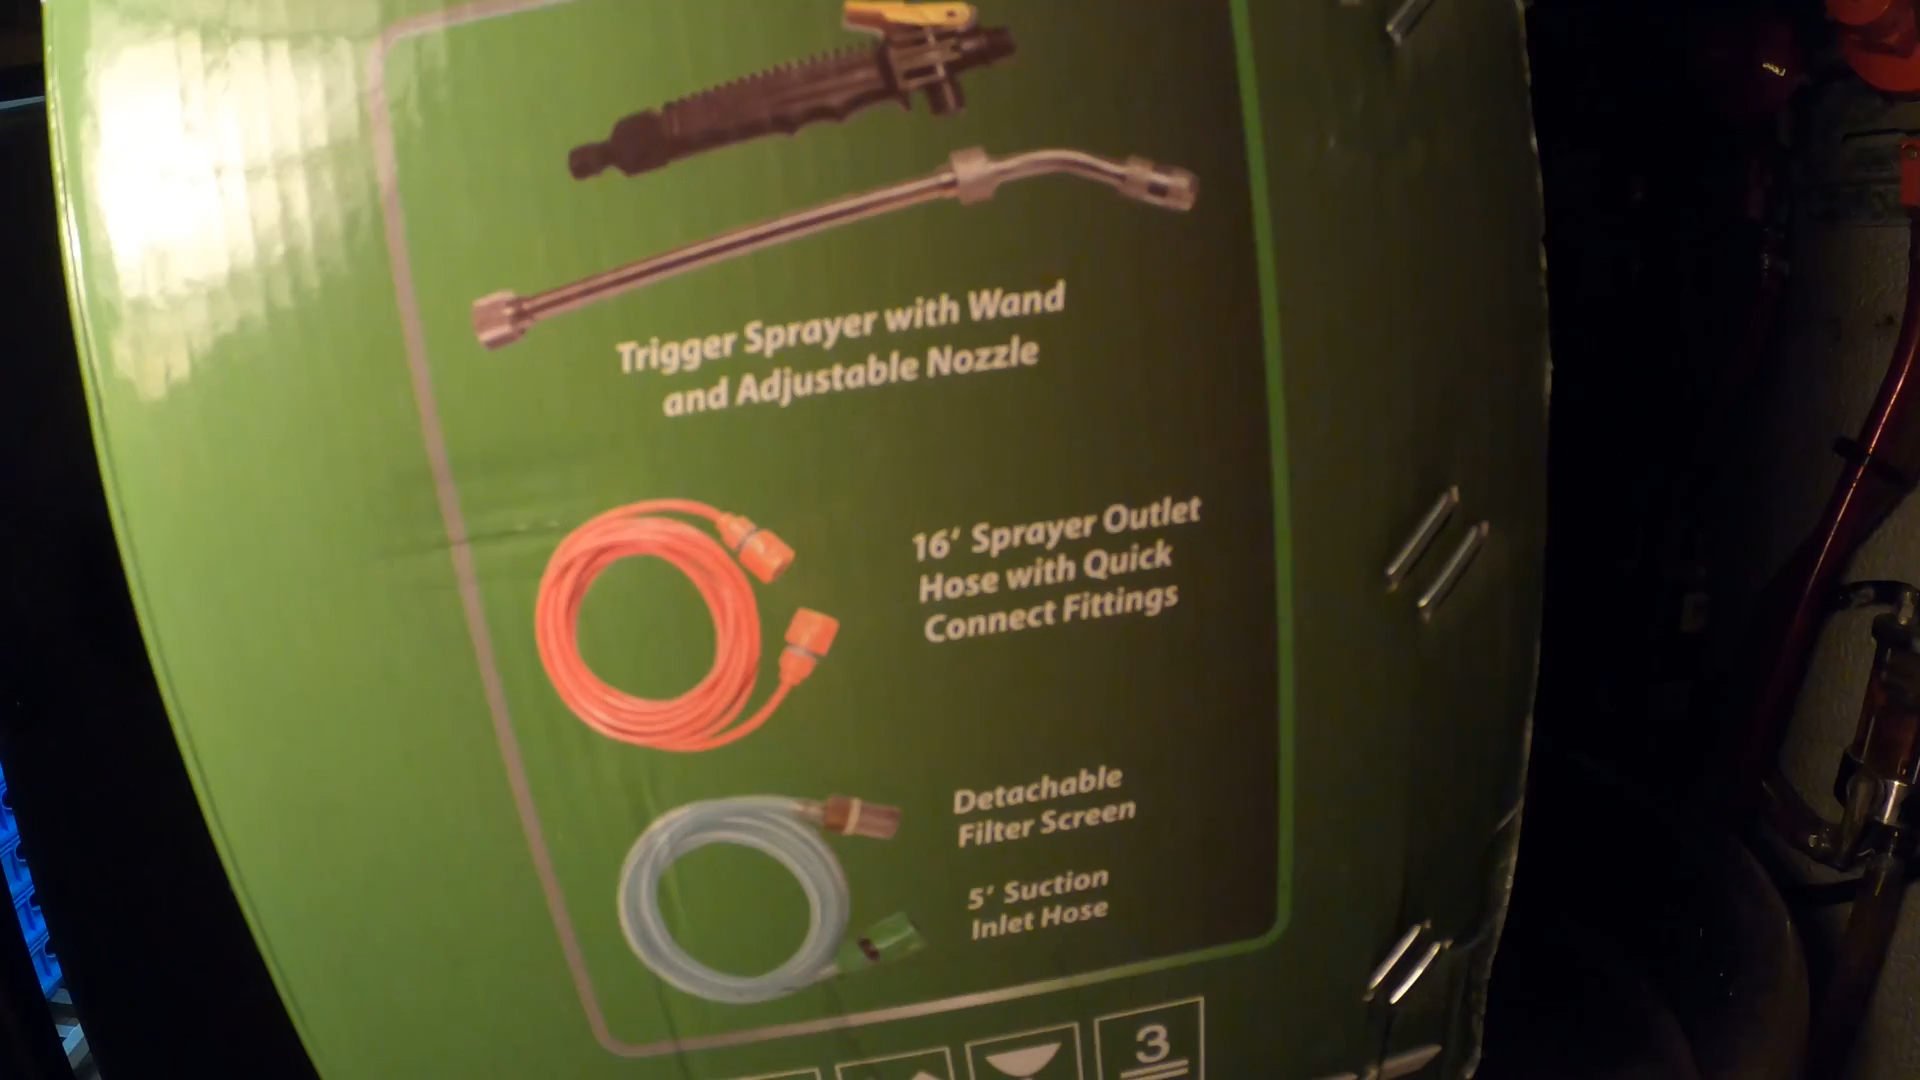 Trigger Sprayer with Wand
and Adjustable Nozzle
16' Sprayer Outlet
Hose with Quick
Connect Fittings
Detachable
Filter Screen
5' Suction
Inlet Hose
3